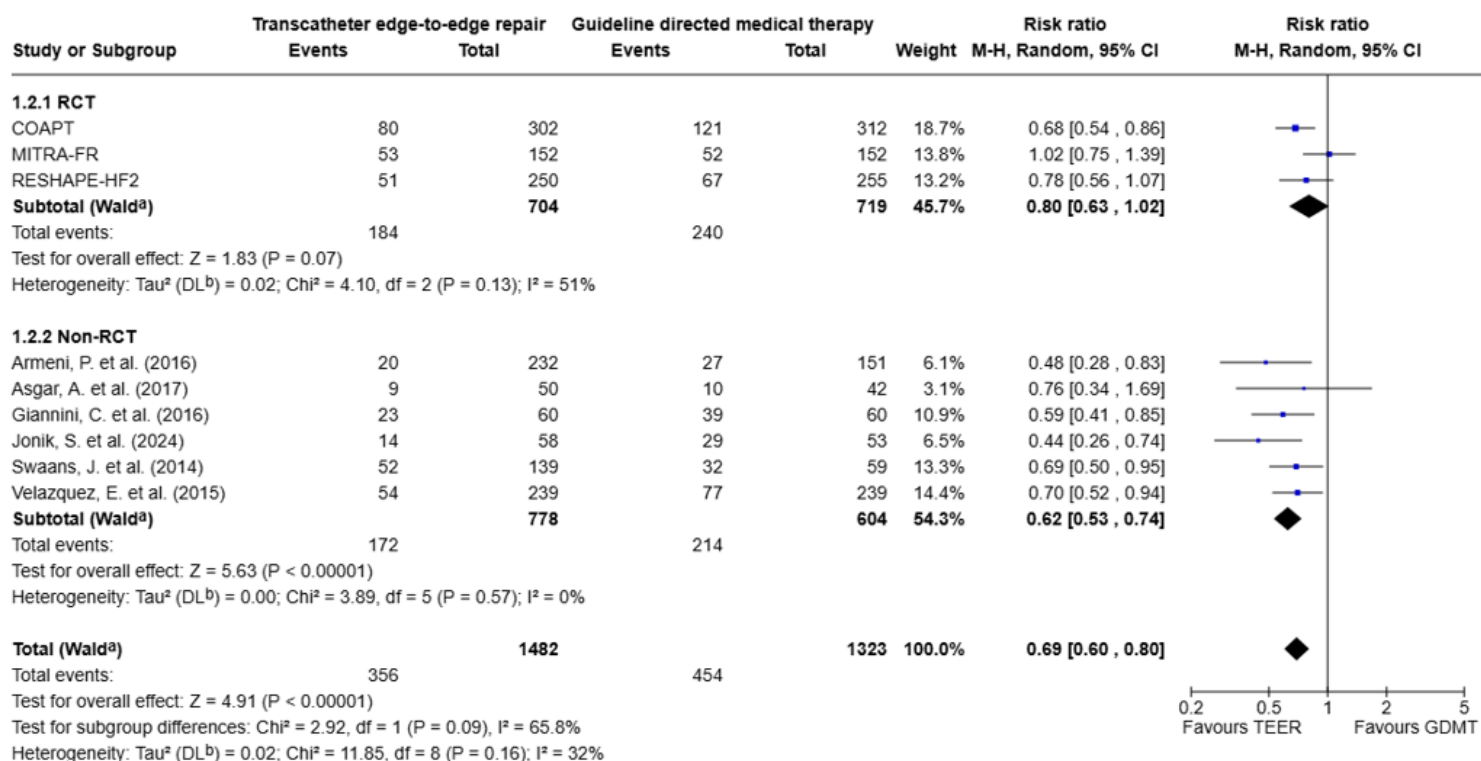 Transcatheter edge-to-edge repair Guideline directed medical therapy Risk ratio Risk ratio
Study or Subgroup Events Total Events Total Weight M-H, Random, 95% CI M-H, Random, 95% CI
1.2.1 RCT
COAPT 80 302 121 312 18.7% 0.68 [0.54 , 0.86]
MITRA-FR 53 152 52 152 13.8% 1.02 [0.75 , 1.39]
RESHAPE-HF2 51 250 67 255 13.2% 0.78 [0.56 , 1.07]
Subtotal (Waldᵃ) 704 719 45.7% 0.80 [0.63 , 1.02]
Total events: 184 240
Test for overall effect: Z = 1.83 (P = 0.07)
Heterogeneity: Tau² (DLᵇ) = 0.02; Chi² = 4.10, df = 2 (P = 0.13); I² = 51%
1.2.2 Non-RCT
Armeni, P. et al. (2016) 20 232 27 151 6.1% 0.48 [0.28 , 0.83]
Asgar, A. et al. (2017) 9 50 10 42 3.1% 0.76 [0.34 , 1.69]
Giannini, C. et al. (2016) 23 60 39 60 10.9% 0.59 [0.41 , 0.85]
Jonik, S. et al. (2024) 14 58 29 53 6.5% 0.44 [0.26 , 0.74]
Swaans, J. et al. (2014) 52 139 32 59 13.3% 0.69 [0.50 , 0.95]
Velazquez, E. et al. (2015) 54 239 77 239 14.4% 0.70 [0.52 , 0.94]
Subtotal (Waldᵃ) 778 604 54.3% 0.62 [0.53 , 0.74]
Total events: 172 214
Test for overall effect: Z = 5.63 (P < 0.00001)
Heterogeneity: Tau² (DLᵇ) = 0.00; Chi² = 3.89, df = 5 (P = 0.57); I² = 0%
Total (Waldᵃ) 1482 1323 100.0% 0.69 [0.60 , 0.80]
Total events: 356 454
Test for overall effect: Z = 4.91 (P < 0.00001)
0.2 0.5 1 2 5
Test for subgroup differences: Chi² = 2.92, df = 1 (P = 0.09), I² = 65.8%
Favours TEER Favours GDMT
Heterogeneity: Tau² (DLᵇ) = 0.02; Chi² = 11.85, df = 8 (P = 0.16); I² = 32%